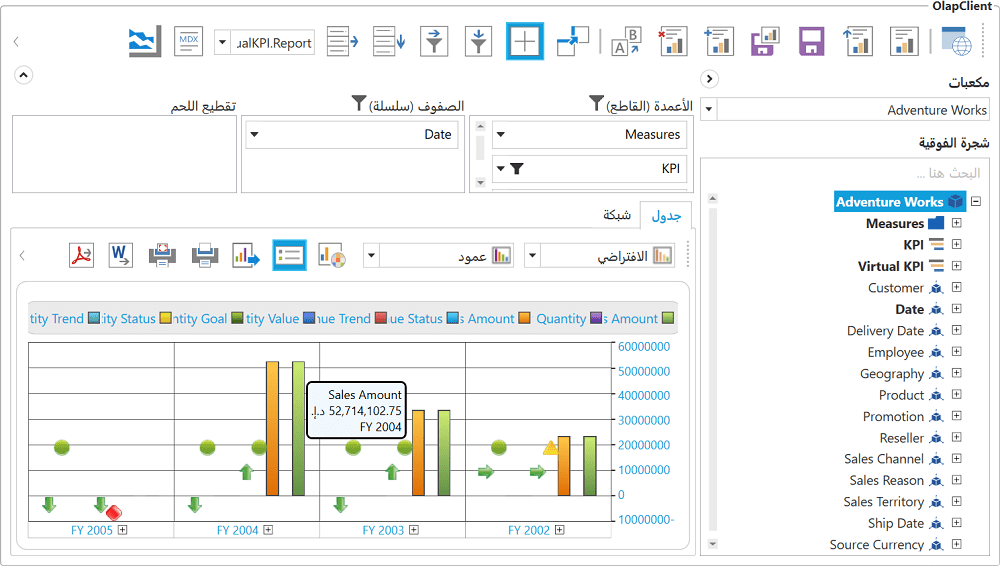 OlapClient
MDX
ualKPI.Report
A B
مكعبات
Adventure Works
شجرة الفوقية
البحث هنا ...
Adventure Works
Measures
KPI
Virtual KPI
Customer
Date
Delivery Date
Employee
Geography
Product
Promotion
Reseller
Sales Channel
Sales Reason
Sales Territory
Ship Date
Source Currency
الأعمدة (القاطع)
Measures
KPI
الصفوف (سلسلة)
Date
تقطيع اللحم
جدول
شبكة
الافتراضي
عمود
W
s Amount
Quantity
s Amount
ue Status
nue Trend
tity Value
ntity Goal
tity Status
tity Trend
60000000
50000000
40000000
30000000
20000000
10000000
0
10000000-
Sales Amount
52,714,102.75 د.إ.
FY 2004
FY 2002
FY 2003
FY 2004
FY 2005